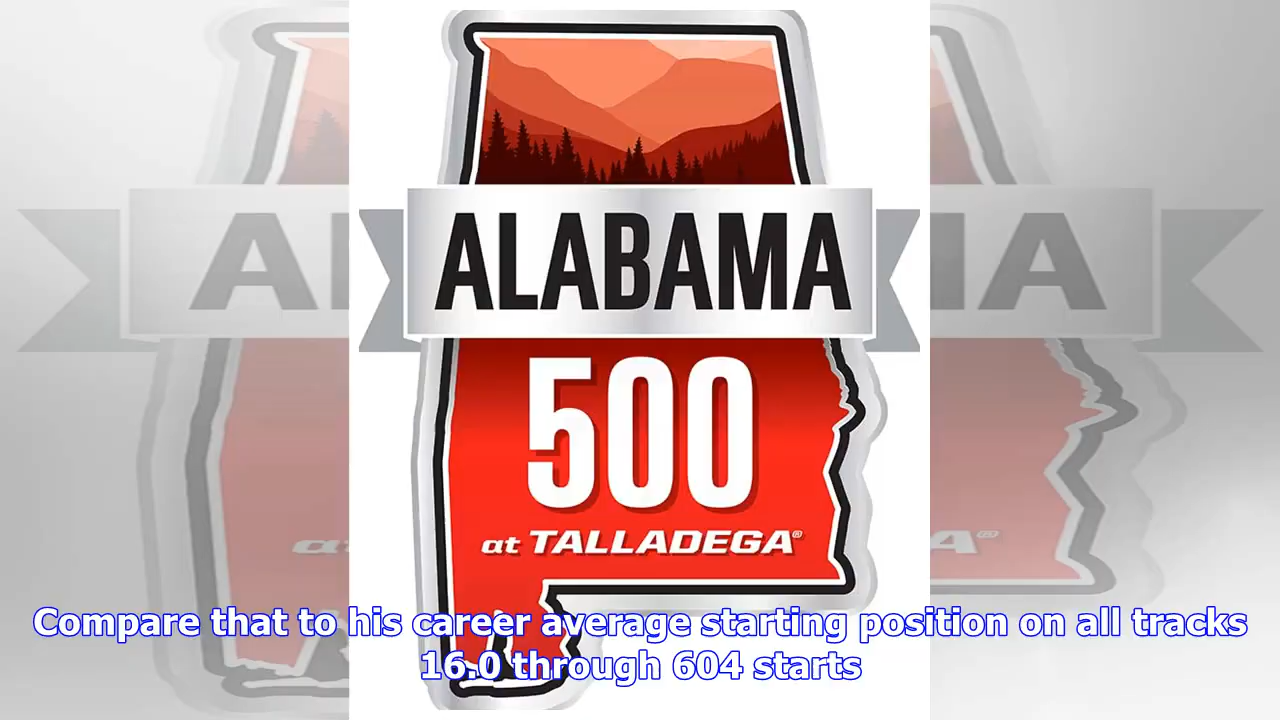 ALABAMA
500
at TALLADEGA®
Compare that to his career average starting position on all tracks
16.0 through 604 starts